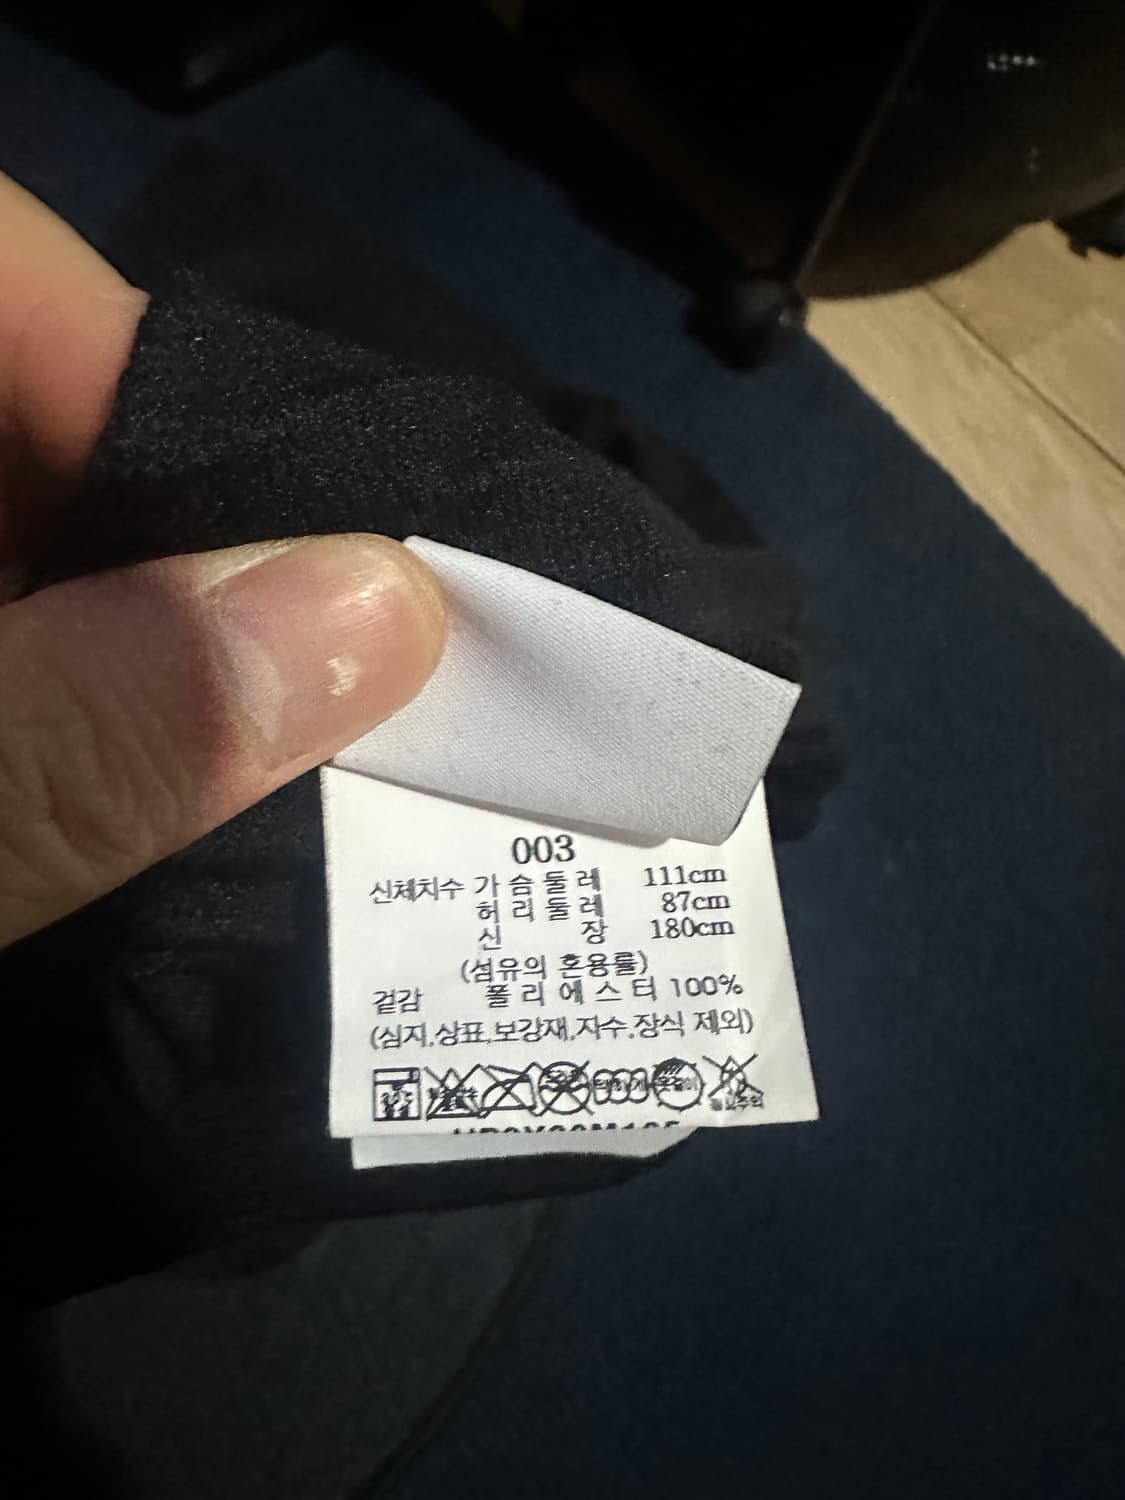 003
신체치수 가 슴 둘 레 111cm
허 리 둘 레 87cm
신 장 180cm
(섬유의 혼용률)
겉감 폴 리 에 스 터 100%
(심지,상표,보강재,자수,장식 제외)